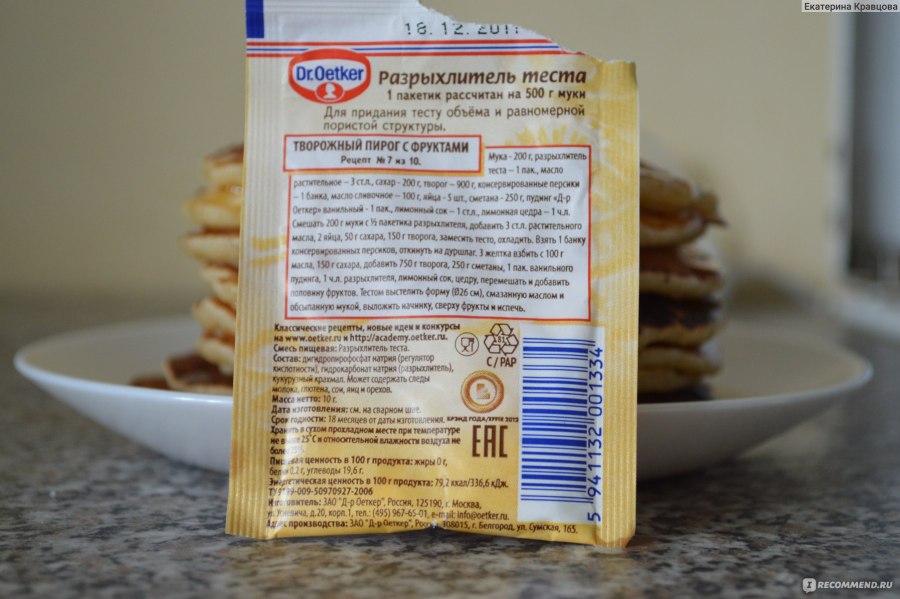 Екатерина Кравцова
18.12.2011
Dr.Oetker
Разрыхлитель теста
1 пакетик рассчитан на 500 г муки
Для придания тесту объёма и равномерной
пористой структуры.
ТВОРОЖНЫЙ ПИРОГ С ФРУКТАМИ
Рецепт №7 из 10.
Мука - 200 г, разрыхлитель
теста – 1 пак., масло
растительное – 3 ст.л., сахар - 200 г, творог – 900 г, консервированные персики
– 1 банка, масло сливочное – 100 г, яйца - 5 шт., сметана - 250 г, пудинг «Д-р
Оеткер» ванильный - 1 пак., лимонный сок – 1 ст.л., лимонная цедра – 1 ч.л.
Смешать 200 г муки с ½ пакетика разрыхлителя, добавить 3 ст.л. растительного
масла, 2 яйца, 50 г сахара, 150 г творога, замесить тесто, охладить. Взять 1 банку
консервированных персиков, откинуть на дуршлаг. 3 желтка взбить с 100 г
масла, 150 г сахара, добавить 750 г творога, 250 г сметаны, 1 пак. ванильного
пудинга, 1 ч.л. разрыхлителя, лимонный сок, цедру, перемешать и добавить
половину фруктов. Тестом выстелить форму (Ø26 см), смазанную маслом и
обсыпанную мукой, выложить начинку, сверху фрукты и испечь.
Классические рецепты, новые идеи и конкурсы
на www.oetker.ru и http://academy.oetker.ru.
Смесь пищевая: Разрыхлитель теста.
Состав: дигидропирофосфат натрия (регулятор
кислотности), гидрокарбонат натрия (разрыхлитель),
кукурузный крахмал. Может содержать следы
молока, глютена, сои, яиц и орехов.
Масса нетто: 10 г.
Дата изготовления: см. на сварном шве.
Срок годности: 18 месяцев от даты изготовления.
Хранить в сухом прохладном месте при температуре
не выше 25°С и относительной влажности воздуха не
более
Пищевая ценность в 100 г продукта: жиры 0 г,
белки 0,2 г, углеводы 19,6 г.
Энергетическая ценность в 100 г продукта: 79,2 ккал/336,6 кДж.
ТУ 9199-009-50970927-2006
Изготовитель: ЗАО "Д-р Оеткер", Россия, 125190, г. Москва,
ул. Усиевича, д.20, корп.1, тел.: (495) 967-65-01, e-mail: info@oetker.ru.
Адрес производства: ЗАО "Д-р Оеткер", Россия, 308015, г. Белгород, ул. Сумская, 165.
81
C / PAP
БРЭНД ГОДА/EFFIE 2012
EAC
5 941132 001334
I RECOMMEND.RU